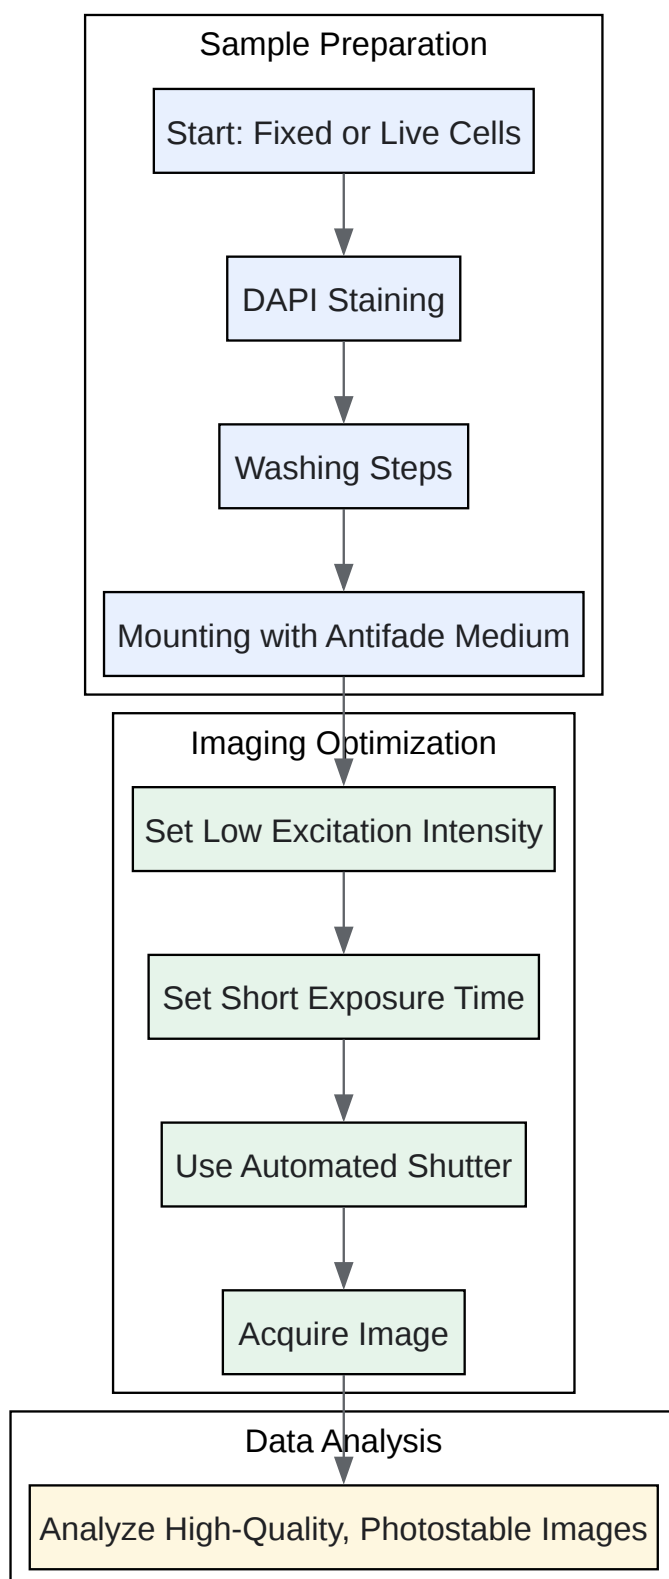 Sample Preparation
Start: Fixed or Live Cells
DAPI Staining
Washing Steps
Mounting with Antifade Medium
Imaging Optimization
Set Low Excitation Intensity
Set Short Exposure Time
Use Automated Shutter
Acquire Image
Data Analysis
Analyze High-Quality, Photostable Images